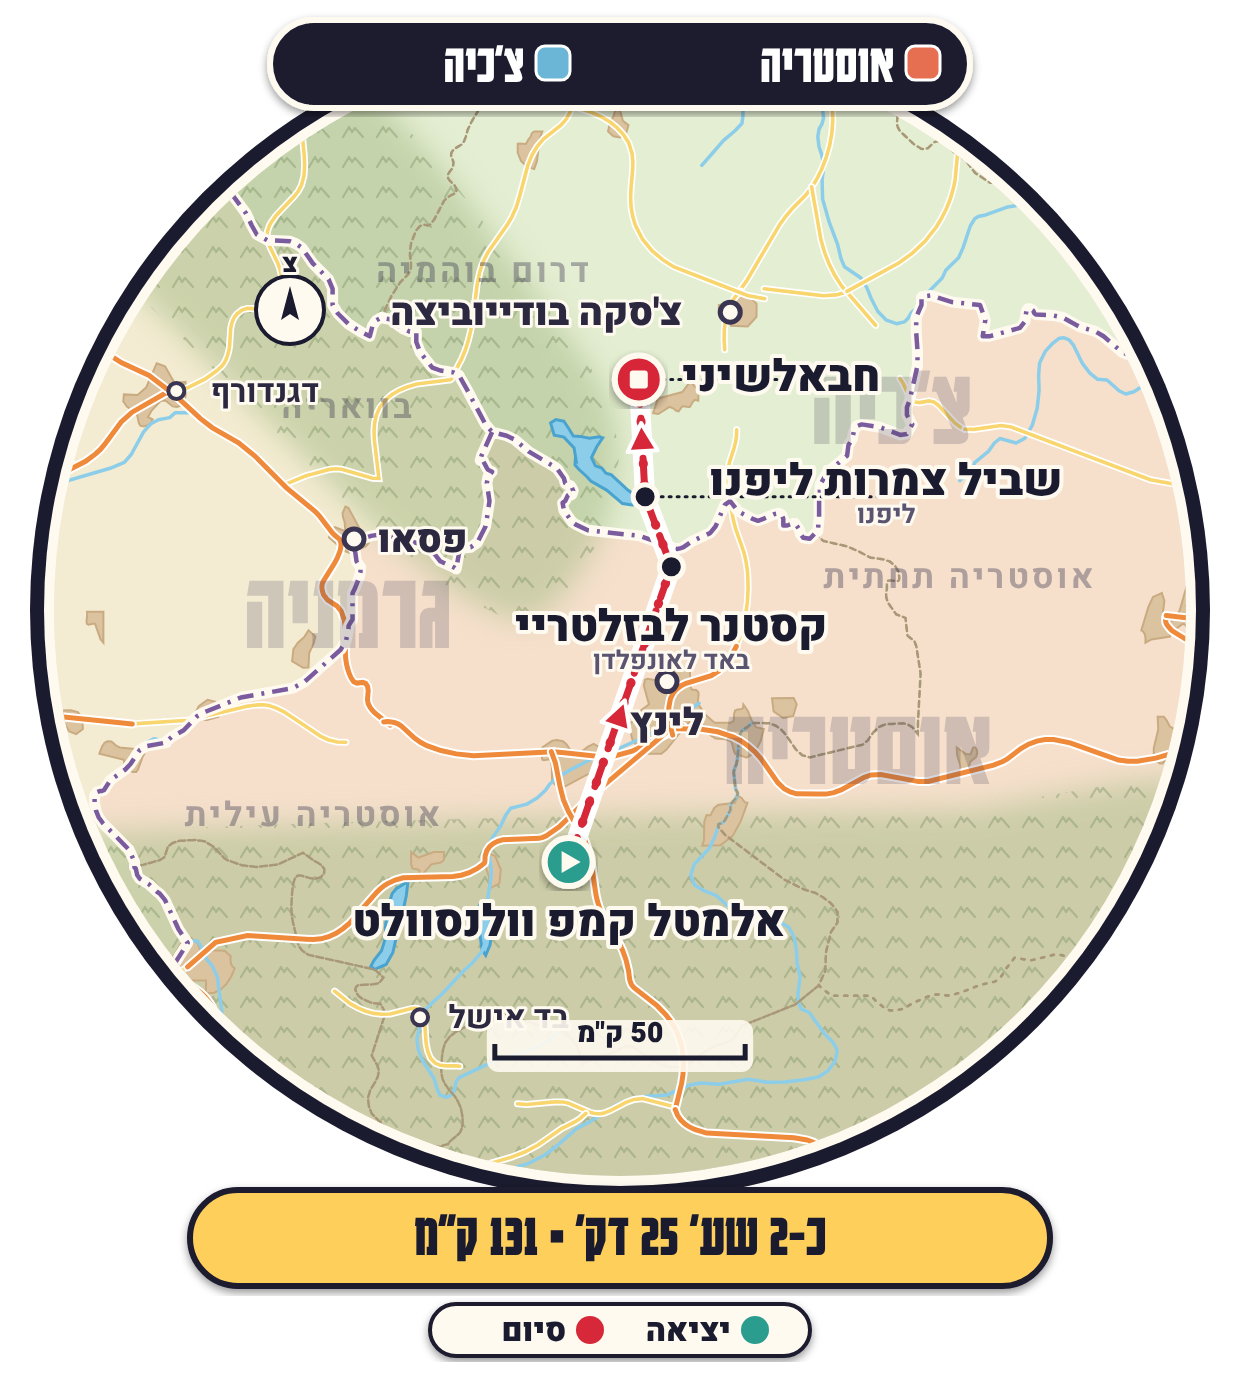 אוסטריה
צ'כיה
צ
דרום בוהמיה
צ'סקה בודייוביצה
חבאלשיני
דגנדורף
בוואריה
צ'כיה
שביל צמרות ליפנו
ליפנו
פסאו
אוסטריה תחתית
גרמניה
קסטנר לבזלטריי
באד לאונפלדן
לינץ
אוסטריה
אוסטריה עילית
אלמטל קמפ וולנסוולט
בד אישל
50 ק"מ
כ-2 שע' 25 דק' • 131 ק"מ
יציאה
סיום